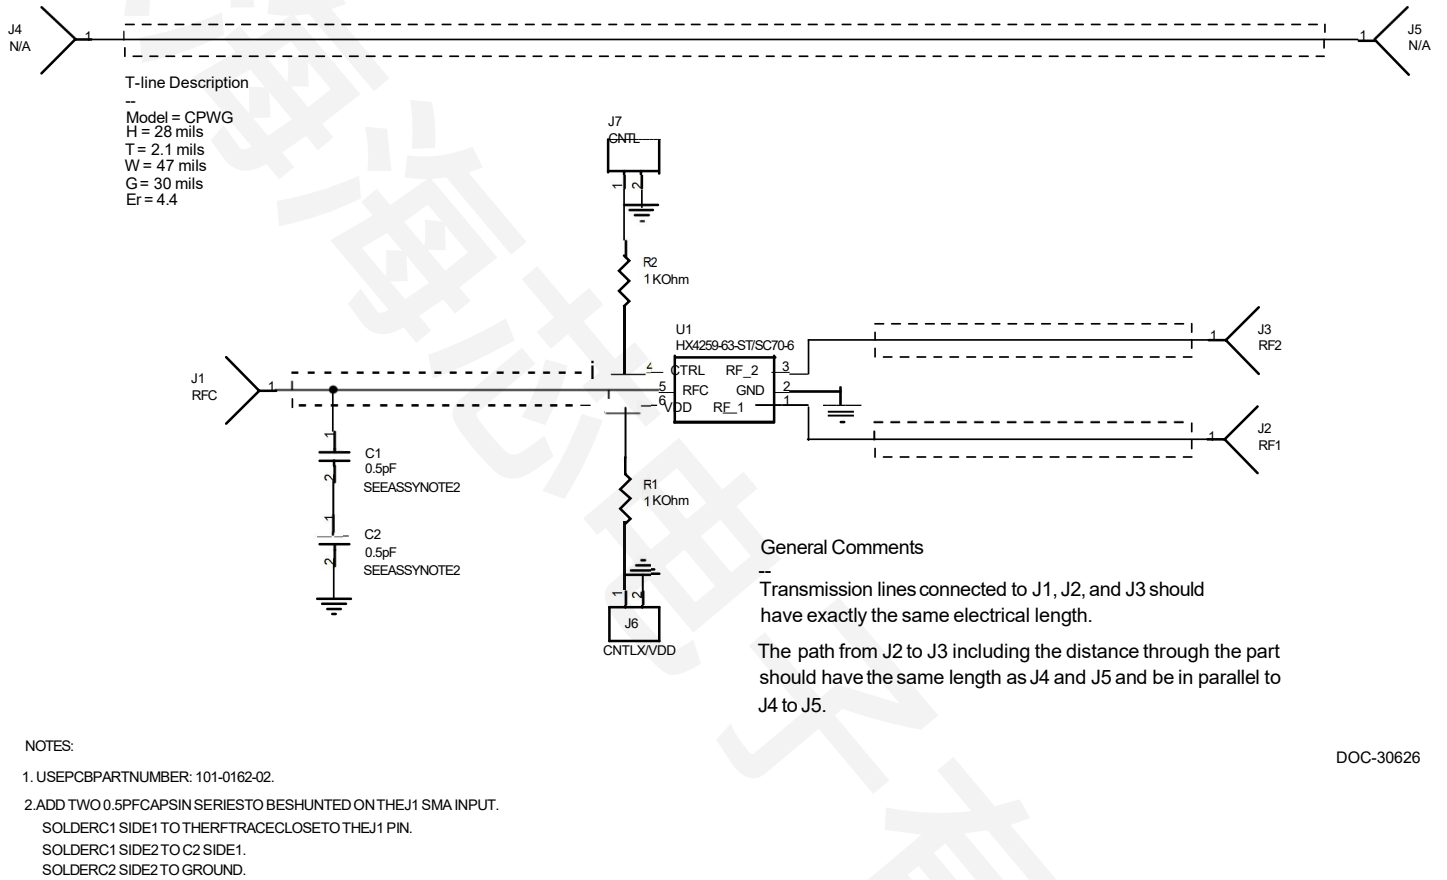 J4
N/A
1
1
J5
N/A
T-line Description
--
Model = CPWG
H = 28 mils
T = 2.1 mils
W = 47 mils
G = 30 mils
Er = 4.4
J7
CNTL
1
2
R2
1 KOhm
U1
HX4259-63-ST/SC70-6
4
CTRL
RF_2
3
5
RFC
GND
2
6
VDD
RF_1
1
J1
RFC
1
i
1
J3
RF2
1
J2
RF1
1
2
C1
0.5pF
SEEASSYNOTE2
1
2
C2
0.5pF
SEEASSYNOTE2
R1
1 KOhm
1
2
J6
CNTLX/VDD
General Comments
--
Transmission lines connected to J1, J2, and J3 should
have exactly the same electrical length.
The path from J2 to J3 including the distance through the part
should have the same length as J4 and J5 and be in parallel to
J4 to J5.
NOTES:
1. USEPCBPARTNUMBER: 101-0162-02.
2.ADD TWO 0.5PFCAPSIN SERIESTO BESHUNTED ON THEJ1 SMA INPUT.
SOLDERC1 SIDE1 TO THERFTRACECLOSETO THEJ1 PIN.
SOLDERC1 SIDE2 TO C2 SIDE1.
SOLDERC2 SIDE2 TO GROUND.
DOC-30626
海芯电子有